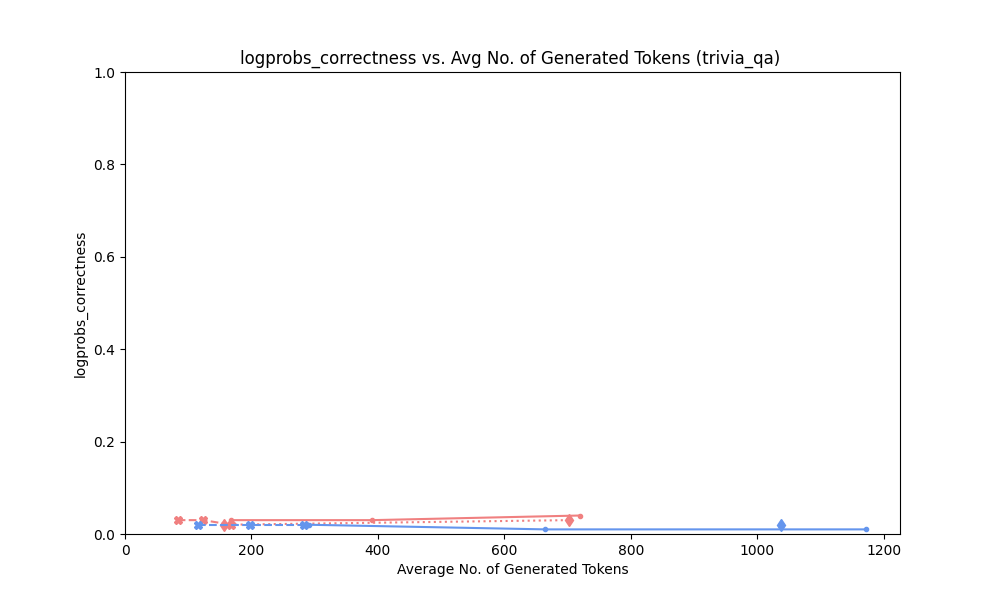 logprobs_correctness vs. Avg No. of Generated Tokens (trivia_qa)
1.0
0.8
0.6
0.4
0.2
0.0
logprobs_correctness
0 200 400 600 800 1000 1200
Average No. of Generated Tokens